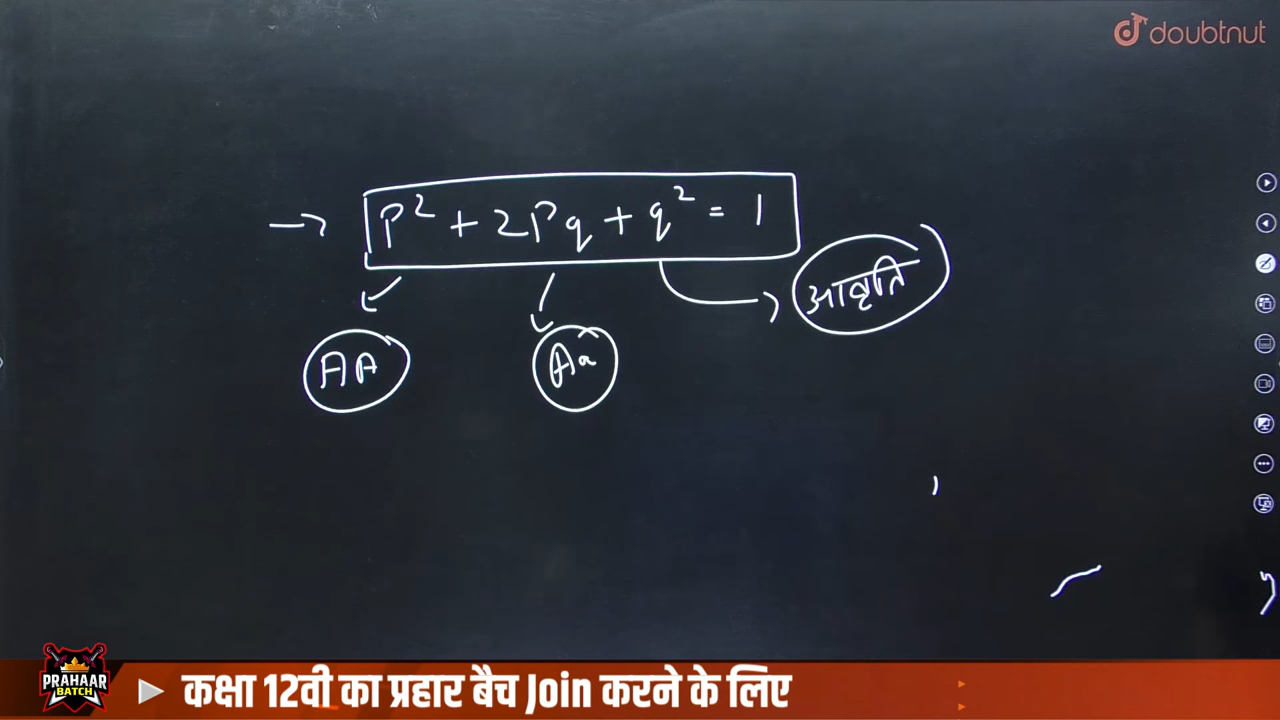 doubtnut
→ p² + 2pq + q² = 1
आवृति
AA
Aa
PRAHAAR
BATCH
कक्षा 12वी का प्रहार बैच Join करने के लिए